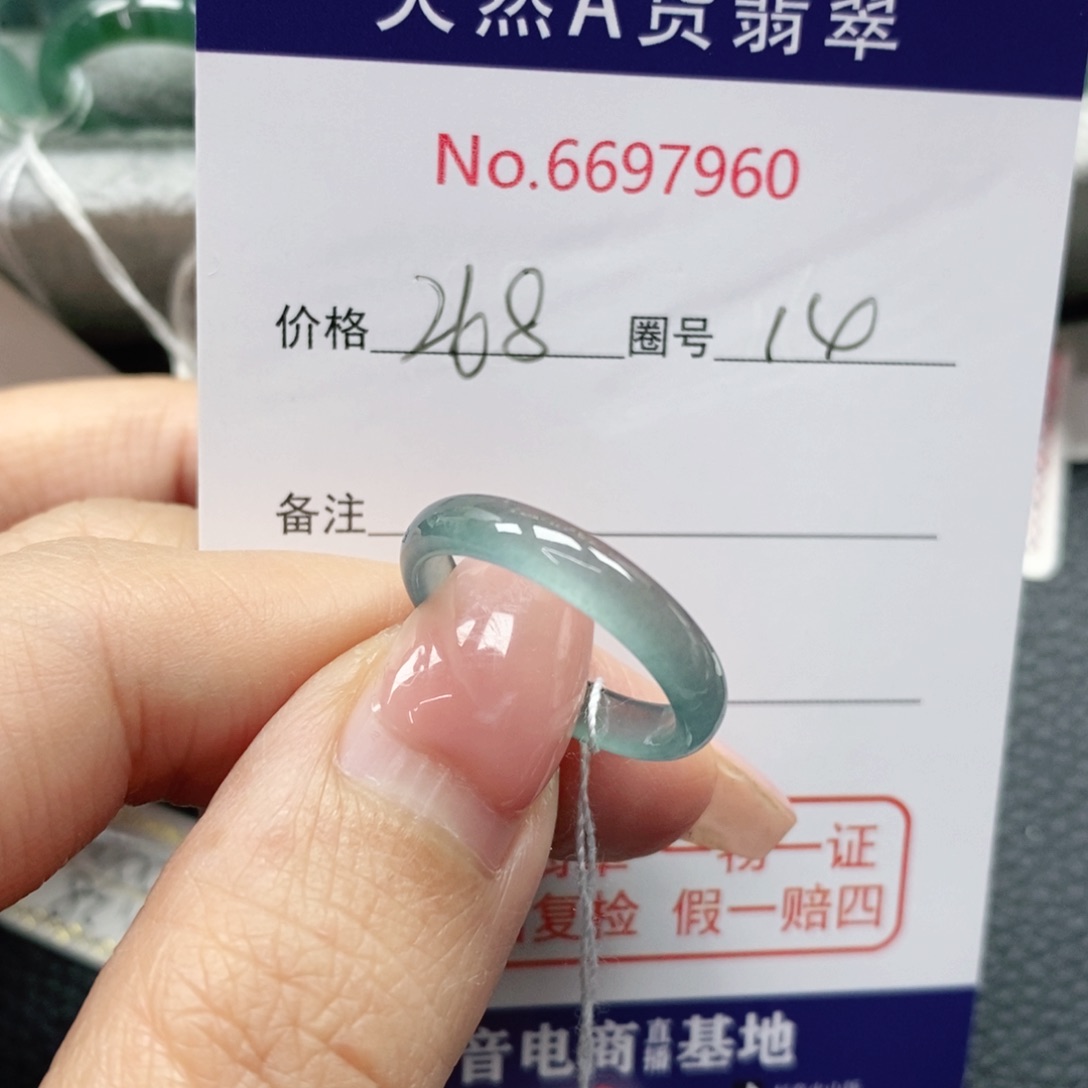 天然A货翡翠
No.6697960
价格 268 圈号 14
备注
一物一证
复检 假一赔四
音电商直播基地